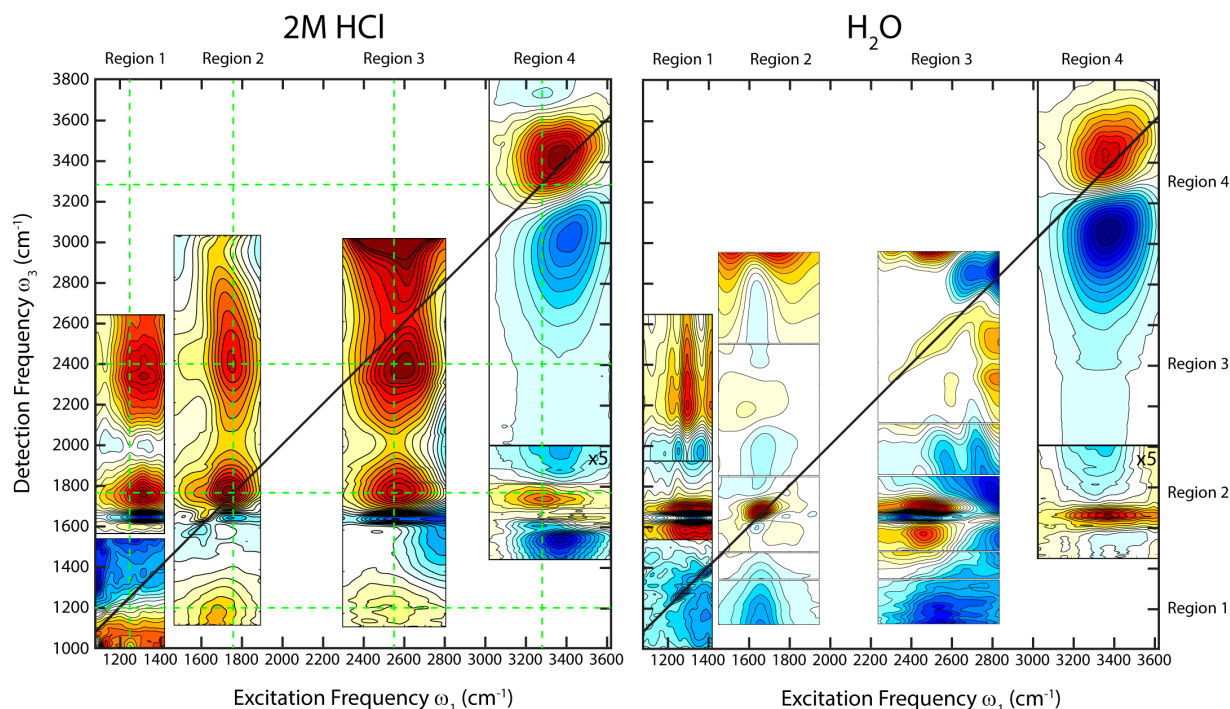 2M HCl
H₂O
Region 1 Region 2 Region 3 Region 4
Region 1 Region 2 Region 3 Region 4
Detection Frequency ω₃ (cm⁻¹)
3800
3600
3400
3200
3000
2800
2600
2400
2200
2000
1800
1600
1400
1200
1000
x5
x5
Region 4
Region 3
Region 2
Region 1
1200 1400 1600 1800 2000 2200 2400 2600 2800 3000 3200 3400 3600
1200 1400 1600 1800 2000 2200 2400 2600 2800 3000 3200 3400 3600
Excitation Frequency ω₁ (cm⁻¹)
Excitation Frequency ω₁ (cm⁻¹)